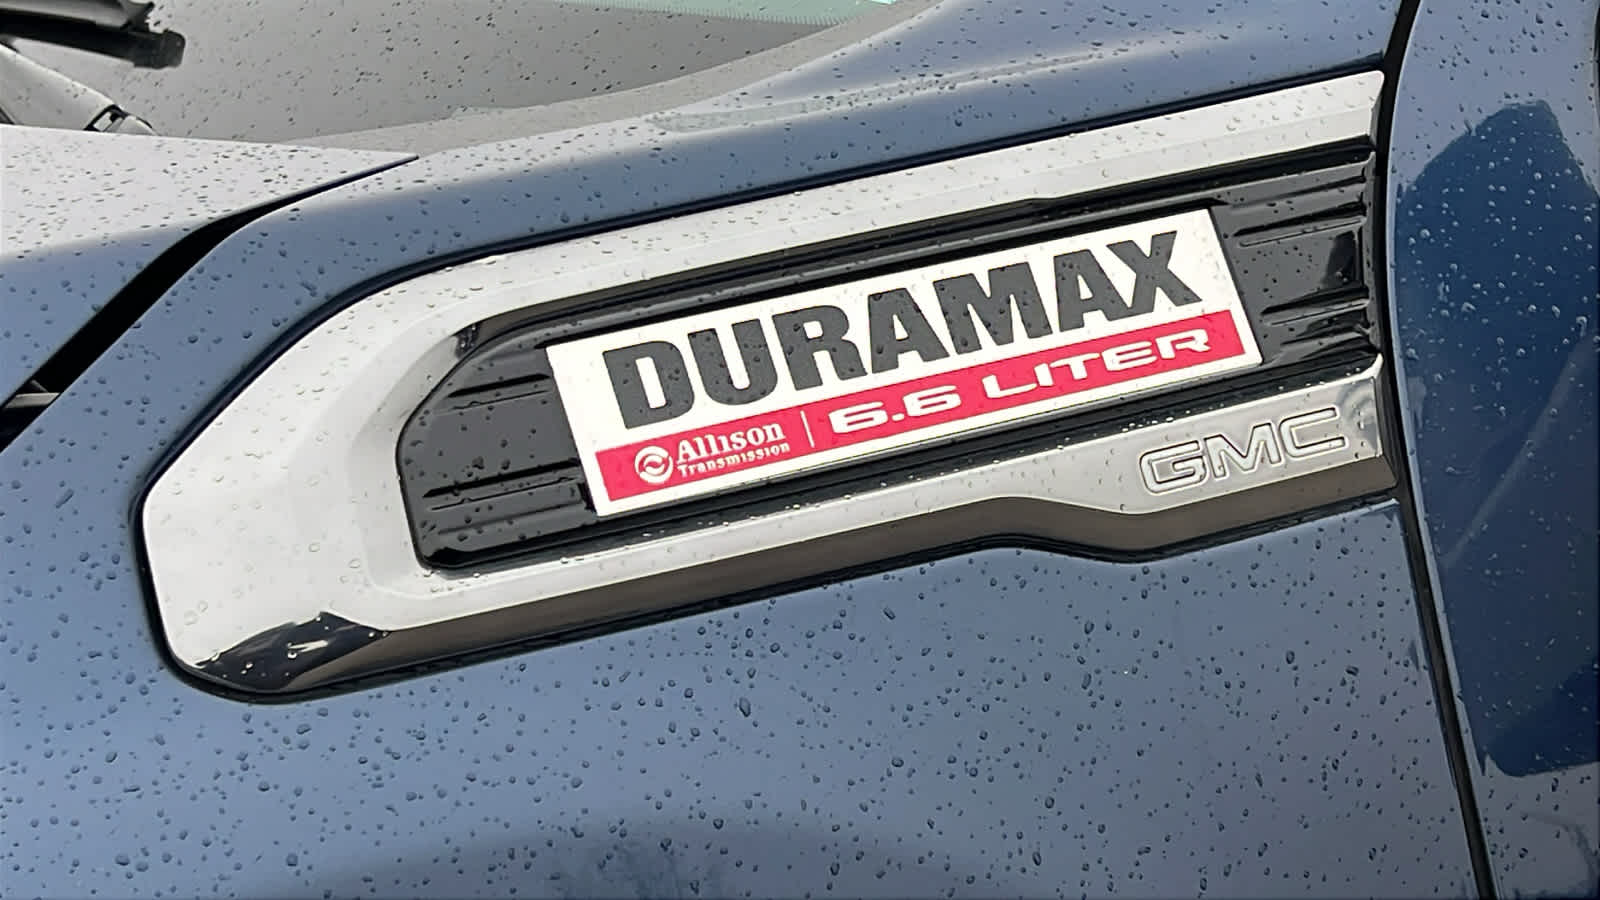 DURAMAX
Allison
Transmission
6.6 LITER
GMC